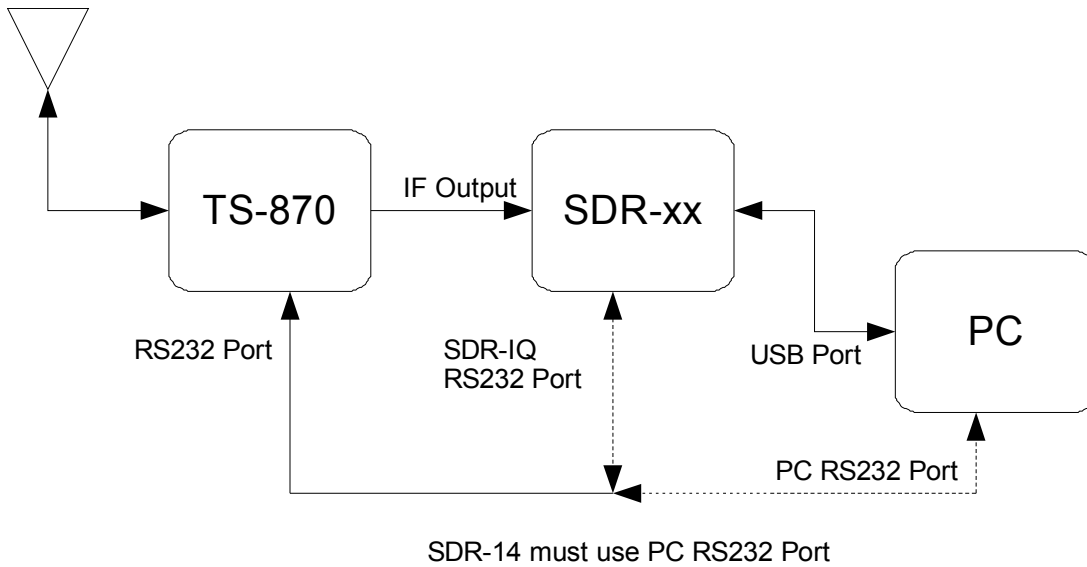 IF Output
TS-870
SDR-xx
RS232 Port
SDR-IQ
RS232 Port
USB Port
PC
PC RS232 Port
SDR-14 must use PC RS232 Port